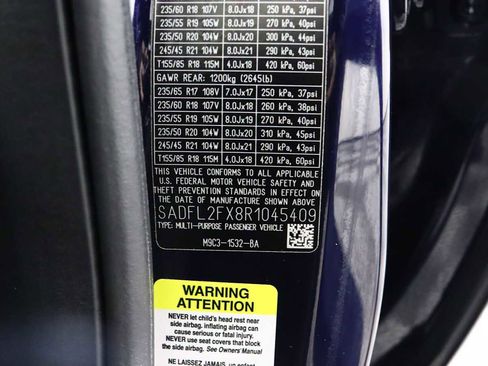 235/60 R18 107V 8.0Jx18 250 kPa, 37psi
235/55 R19 105W 8.0Jx19 270 kPa, 40psi
235/50 R20 104W 8.0Jx20 300 kPa, 44psi
245/45 R21 104W 8.0Jx21 290 kPa, 43psi
T155/85 R18 115M 4.0Jx18 420 kPa, 60psi
GAWR REAR: 1200kg (2645lb)
235/65 R17 108V 7.0Jx17 250 kPa, 37psi
235/60 R18 107V 8.0Jx18 260 kPa, 38psi
235/55 R19 105W 8.0Jx19 270 kPa, 40psi
235/50 R20 104W 8.0Jx20 310 kPa, 45psi
245/45 R21 104W 8.0Jx21 290 kPa, 43psi
T155/85 R18 115M 4.0Jx18 420 kPa, 60psi
THIS VEHICLE CONFORMS TO ALL APPLICABLE
U.S. FEDERAL MOTOR VEHICLE SAFETY AND
THEFT PREVENTION STANDARDS IN EFFECT ON
THE DATE OF MANUFACTURE SHOWN ABOVE
SADFL2FX8R1045409
TYPE: MULTI-PURPOSE PASSENGER VEHICLE
M9C3-1532-BA
WARNING
ATTENTION
NEVER let child's head rest near
side airbag. inflating airbag can
cause serious or fatal injury.
NEVER use seat covers that block
the side airbag. See Owners Manual
NE LAISSEZ JAMAIS, un enfant